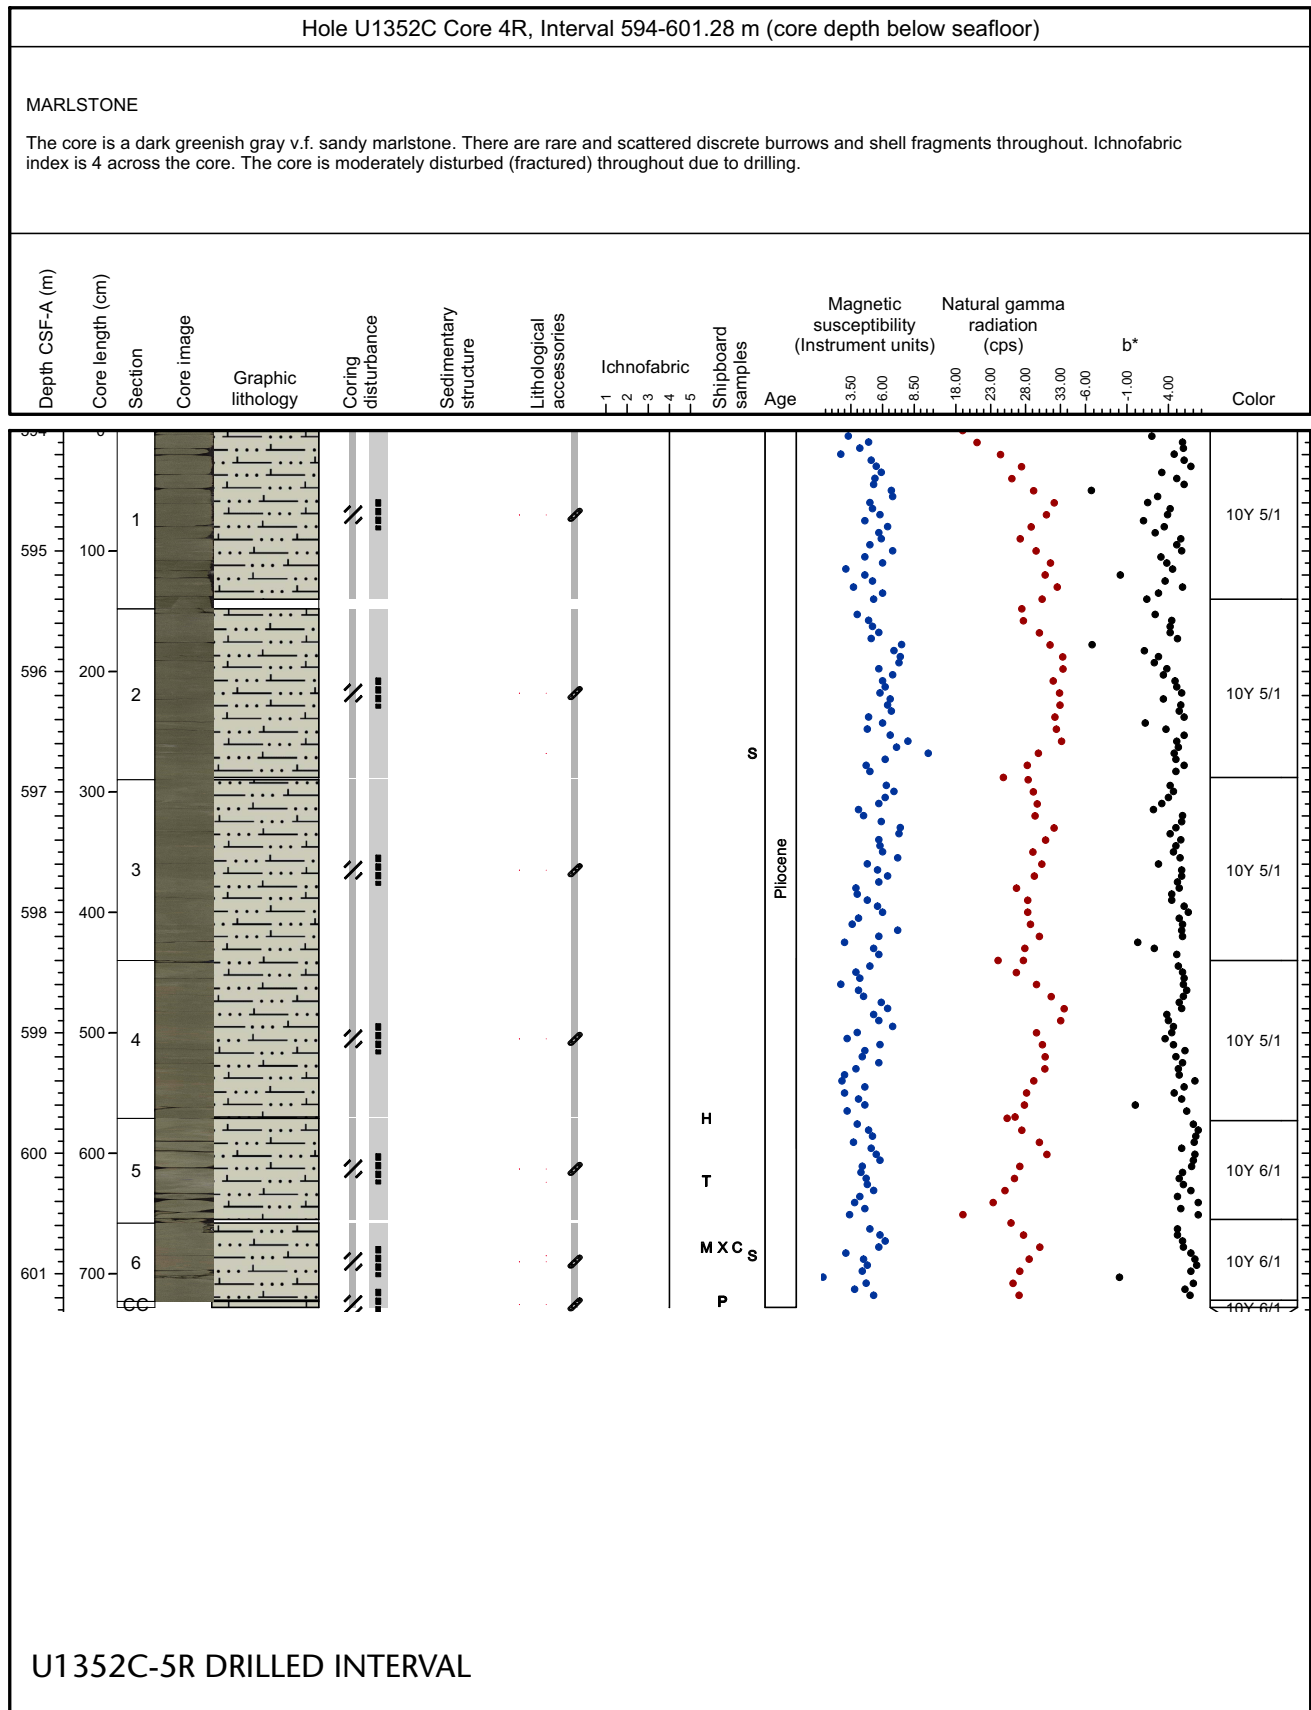 Hole U1352C Core 4R, Interval 594-601.28 m (core depth below seafloor)
MARLSTONE
The core is a dark greenish gray v.f. sandy marlstone. There are rare and scattered discrete burrows and shell fragments throughout. Ichnofabric
index is 4 across the core. The core is moderately disturbed (fractured) throughout due to drilling.
Depth CSF-A (m)
Core length (cm)
Section
Core image
Graphic
lithology
Coring
disturbance
Sedimentary
structure
Lithological
accessories
Ichnofabric
1 2 3 4 5
Shipboard
samples
Age
Magnetic
susceptibility
(Instrument units)
3.50 6.00 8.50
Natural gamma
radiation
(cps)
18.00 23.00 28.00 33.00
b*
-6.00 -1.00 4.00
Color
594 0
1 10Y 5/1
595 100
596 200
2 10Y 5/1
S
597 300
3 Pliocene 10Y 5/1
598 400
599 500
4 10Y 5/1
H
600 600
5 10Y 6/1
T
M X C S
6 10Y 6/1
601 700
P
CC 10Y 6/1
U1352C-5R DRILLED INTERVAL